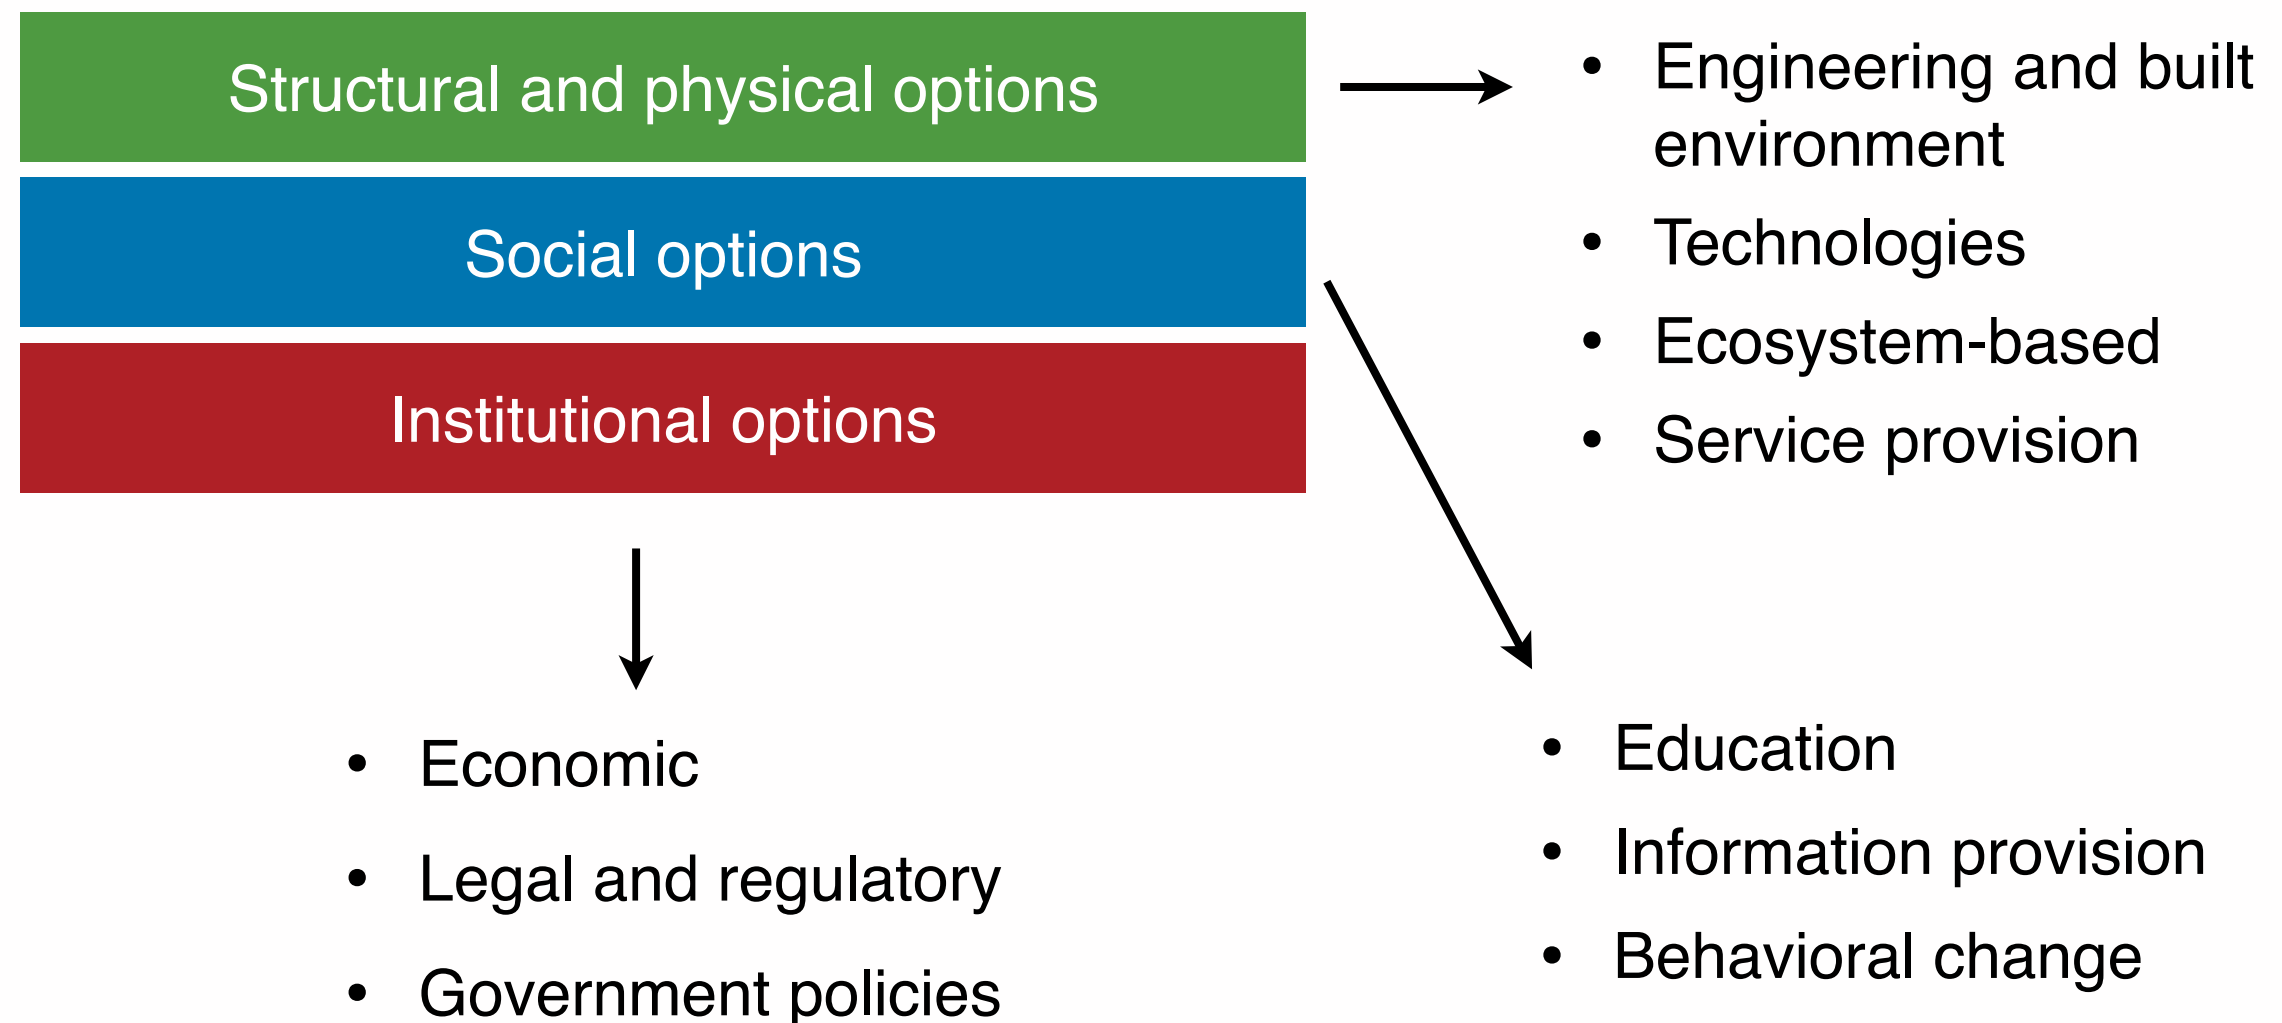 Structural and physical options
Social options
Institutional options
• Engineering and built
environment
• Technologies
• Ecosystem-based
• Service provision
• Economic
• Legal and regulatory
• Government policies
• Education
• Information provision
• Behavioral change